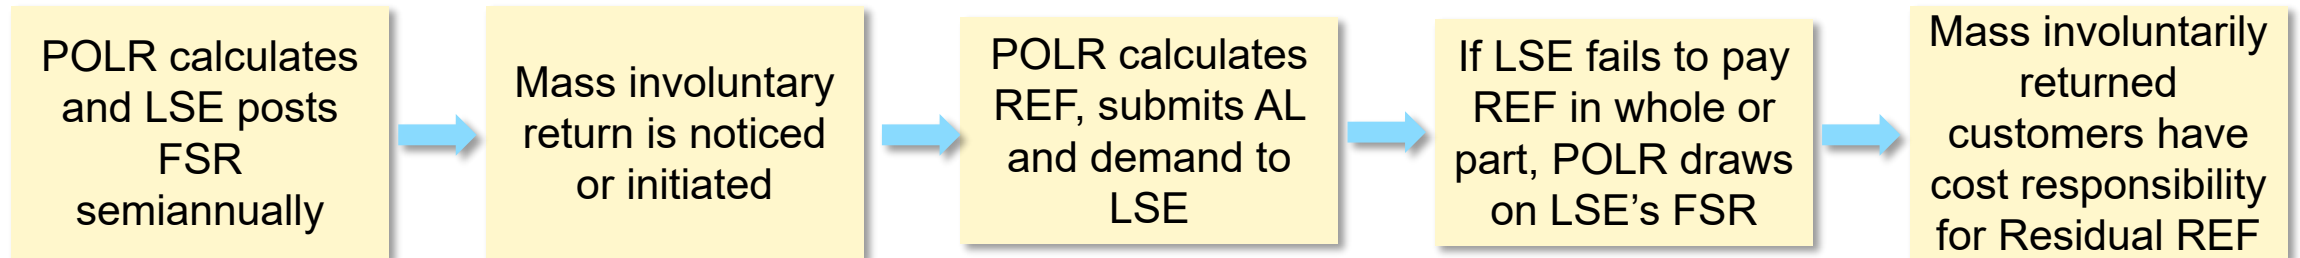 POLR calculates
and LSE posts
FSR
semiannually
Mass involuntary
return is noticed
or initiated
POLR calculates
REF, submits AL
and demand to
LSE
If LSE fails to pay
REF in whole or
part, POLR draws
on LSE’s FSR
Mass involuntarily
returned
customers have
cost responsibility
for Residual REF